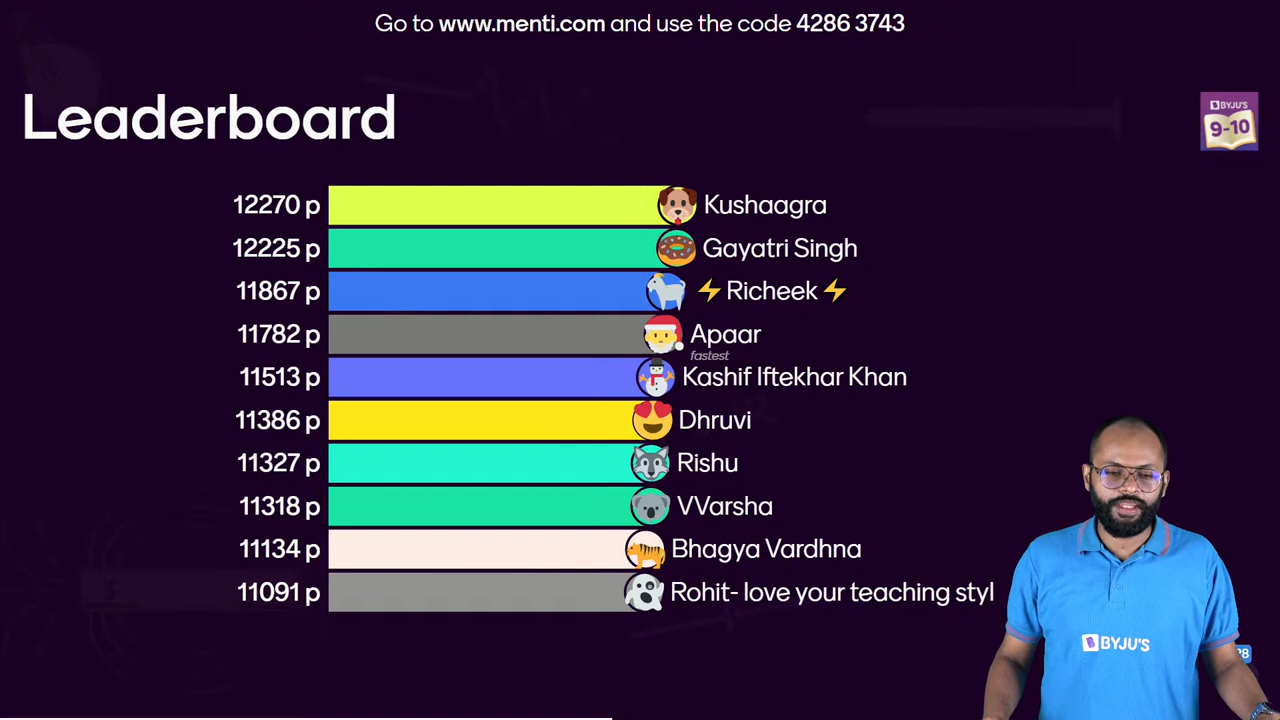 Go to www.menti.com and use the code 4286 3743
Leaderboard
BYJU'S
9-10
12270 p Kushaagra
12225 p Gayatri Singh
11867 p ⚡Richeek⚡
11782 p Apaar
fastest
11513 p Kashif Iftekhar Khan
11386 p Dhruvi
11327 p Rishu
11318 p VVarsha
11134 p Bhagya Vardhna
11091 p Rohit- love your teaching styl
BYJU'S